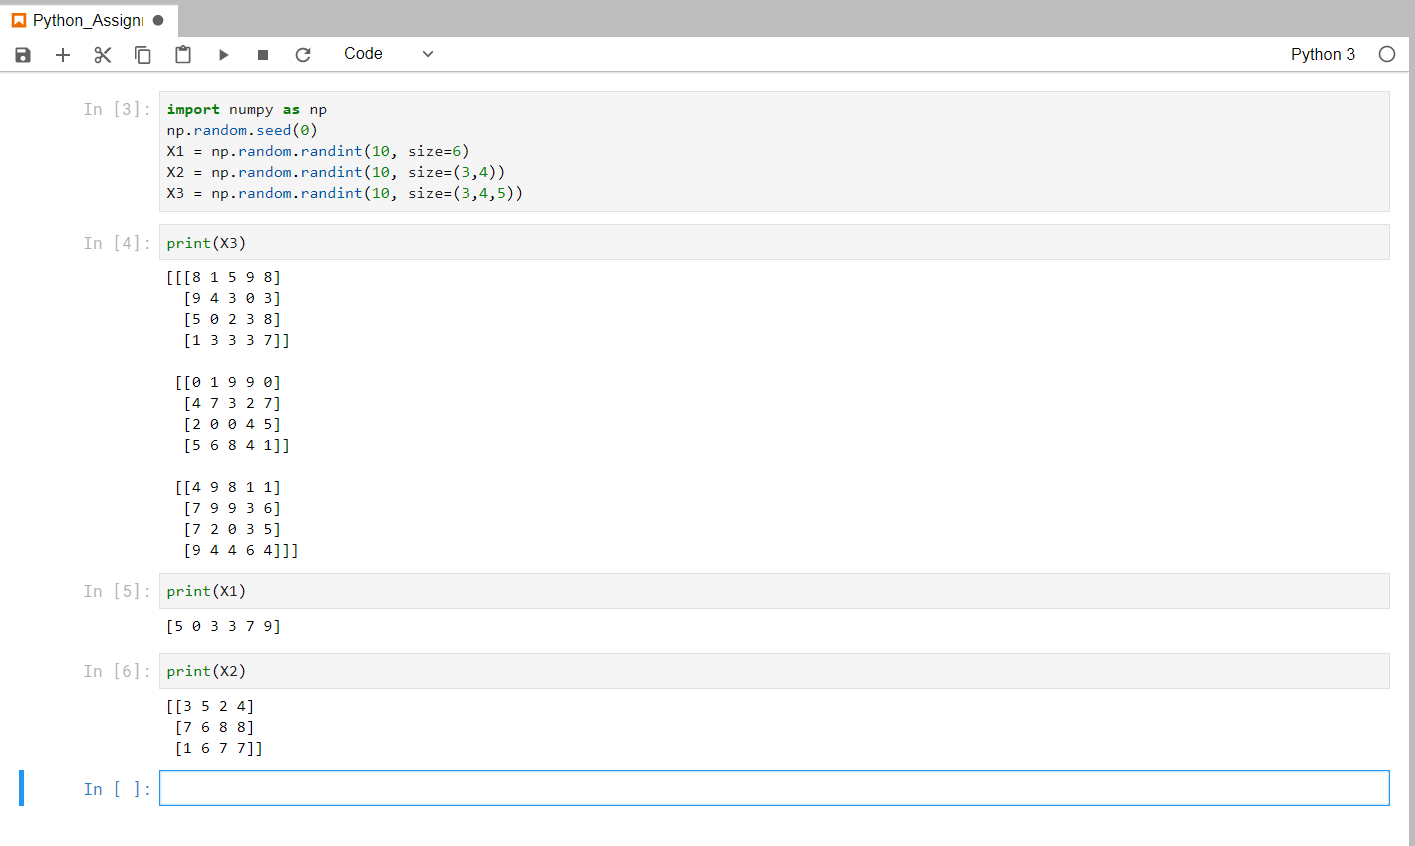 Python_Assign
Code
Python 3
In [3]:
import numpy as np
np.random.seed(0)
X1 = np.random.randint(10, size=6)
X2 = np.random.randint(10, size=(3,4))
X3 = np.random.randint(10, size=(3,4,5))
In [4]:
print(X3)
[[[8 1 5 9 8]
  [9 4 3 0 3]
  [5 0 2 3 8]
  [1 3 3 3 7]]

 [[0 1 9 9 0]
  [4 7 3 2 7]
  [2 0 0 4 5]
  [5 6 8 4 1]]

 [[4 9 8 1 1]
  [7 9 9 3 6]
  [7 2 0 3 5]
  [9 4 4 6 4]]]
In [5]:
print(X1)
[5 0 3 3 7 9]
In [6]:
print(X2)
[[3 5 2 4]
 [7 6 8 8]
 [1 6 7 7]]
In [ ]: